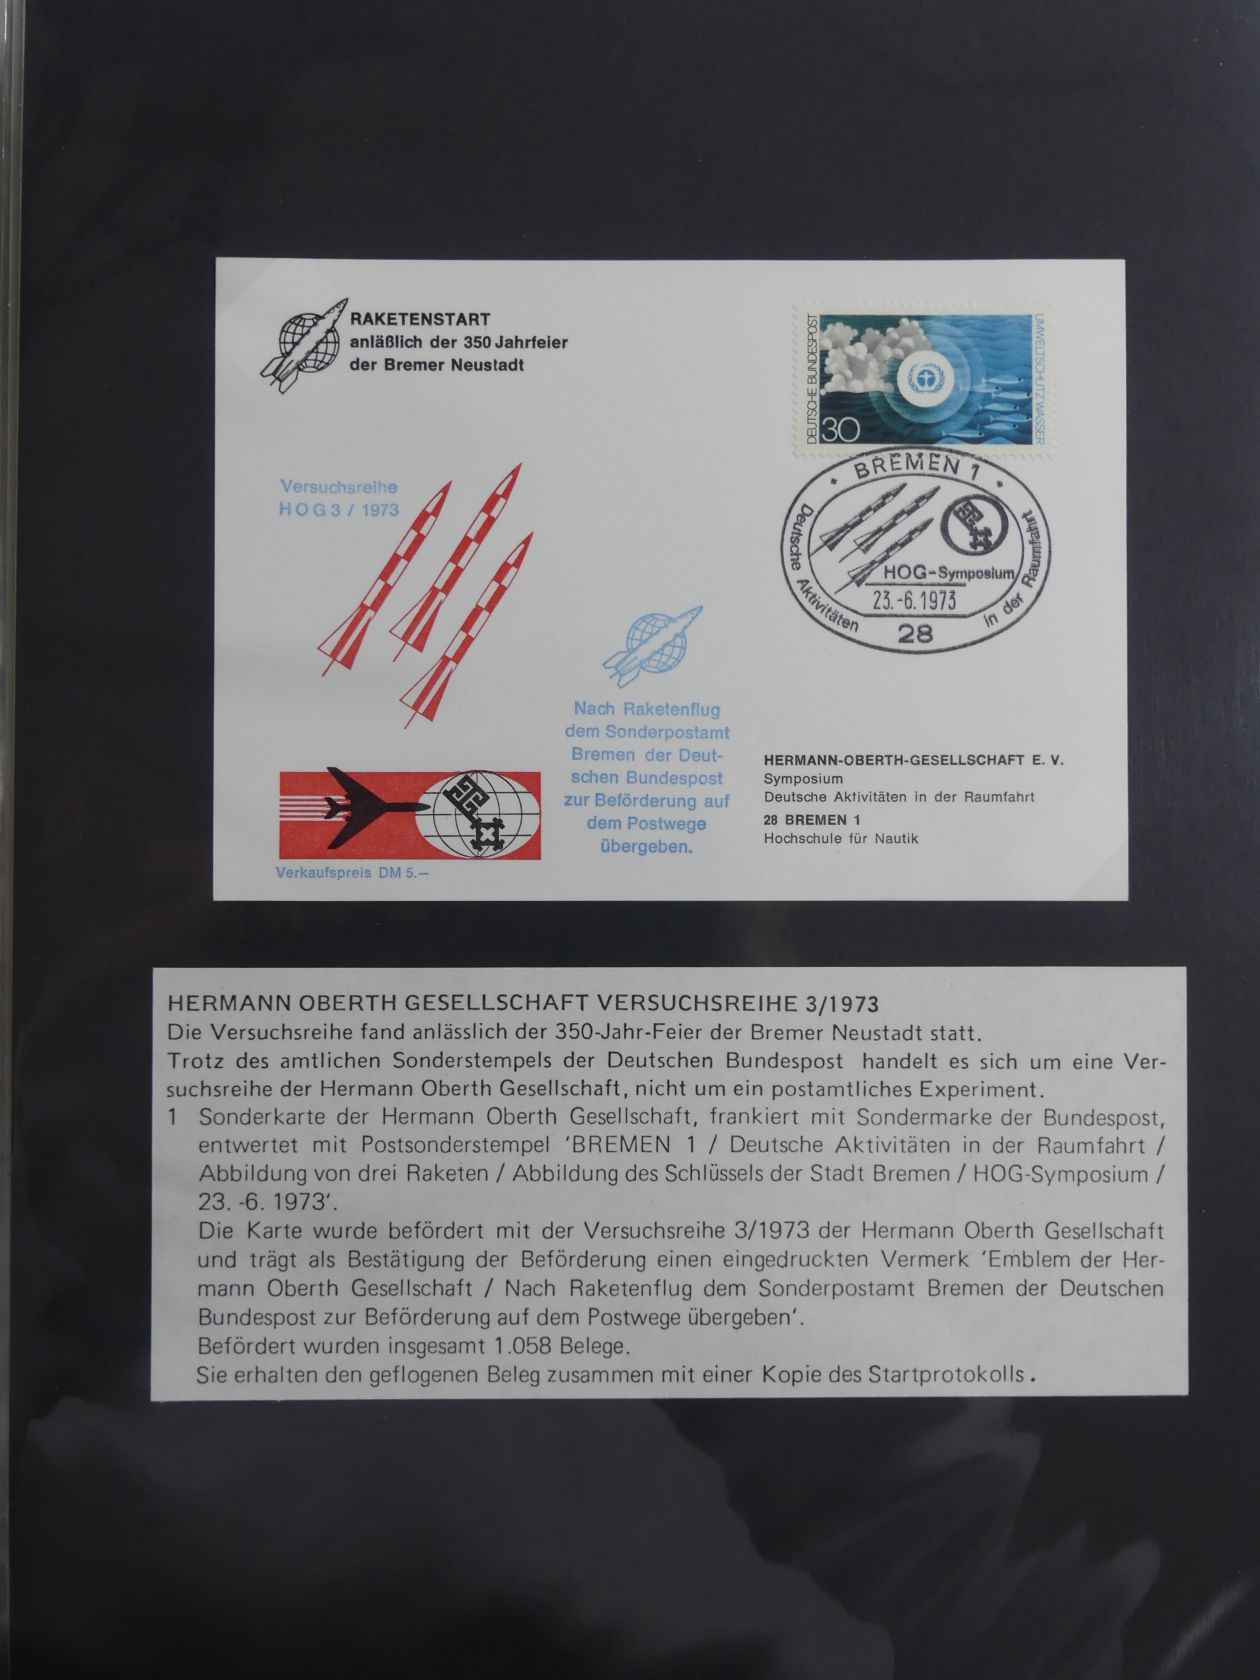 RAKETENSTART
anläßlich der 350 Jahrfeier
der Bremer Neustadt
DEUTSCHE BUNDESPOST
30
UMWELTSCHUTZ WASSER
Versuchsreihe
HOG 3 / 1973
BREMEN 1
Deutsche Aktivitäten in der Raumfahrt
HOG-Symposium
23.-6.1973
28
Nach Raketenflug
dem Sonderpostamt
Bremen der Deut-
schen Bundespost
zur Beförderung auf
dem Postwege
übergeben.
HERMANN-OBERTH-GESELLSCHAFT E. V.
Symposium
Deutsche Aktivitäten in der Raumfahrt
28 BREMEN 1
Hochschule für Nautik
Verkaufspreis DM 5.—
HERMANN OBERTH GESELLSCHAFT VERSUCHSREIHE 3/1973
Die Versuchsreihe fand anlässlich der 350-Jahr-Feier der Bremer Neustadt statt.
Trotz des amtlichen Sonderstempels der Deutschen Bundespost handelt es sich um eine Ver-
suchsreihe der Hermann Oberth Gesellschaft, nicht um ein postamtliches Experiment.
1 Sonderkarte der Hermann Oberth Gesellschaft, frankiert mit Sondermarke der Bundespost,
entwertet mit Postsonderstempel 'BREMEN 1 / Deutsche Aktivitäten in der Raumfahrt /
Abbildung von drei Raketen / Abbildung des Schlüssels der Stadt Bremen / HOG-Symposium /
23. -6. 1973'.
Die Karte wurde befördert mit der Versuchsreihe 3/1973 der Hermann Oberth Gesellschaft
und trägt als Bestätigung der Beförderung einen eingedruckten Vermerk 'Emblem der Her-
mann Oberth Gesellschaft / Nach Raketenflug dem Sonderpostamt Bremen der Deutschen
Bundespost zur Beförderung auf dem Postwege übergeben'.
Befördert wurden insgesamt 1.058 Belege.
Sie erhalten den geflogenen Beleg zusammen mit einer Kopie des Startprotokolls.